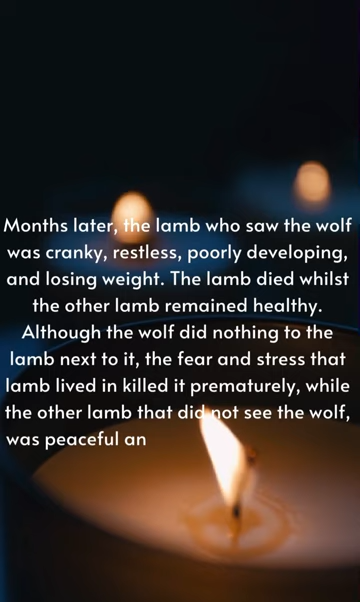 Months later, the lamb who saw the wolf
was cranky, restless, poorly developing,
and losing weight. The lamb died whilst
the other lamb remained healthy.
Although the wolf did nothing to the
lamb next to it, the fear and stress that
lamb lived in killed it prematurely, while
the other lamb that did not see the wolf,
was peaceful an